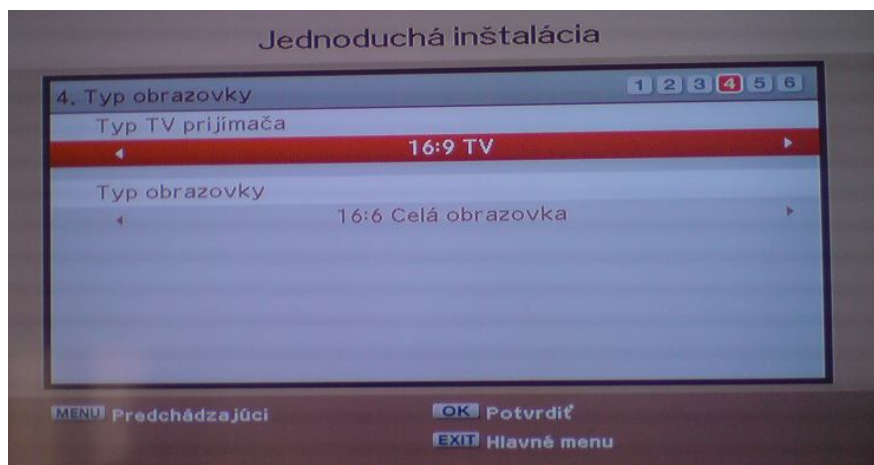 Jednoduchá inštalácia
4. Typ obrazovky 1 2 3 4 5 6
Typ TV prijímača
16:9 TV
Typ obrazovky
16:6 Celá obrazovka
MENU Predchádzajúci OK Potvrdiť
EXIT Hlavné menu